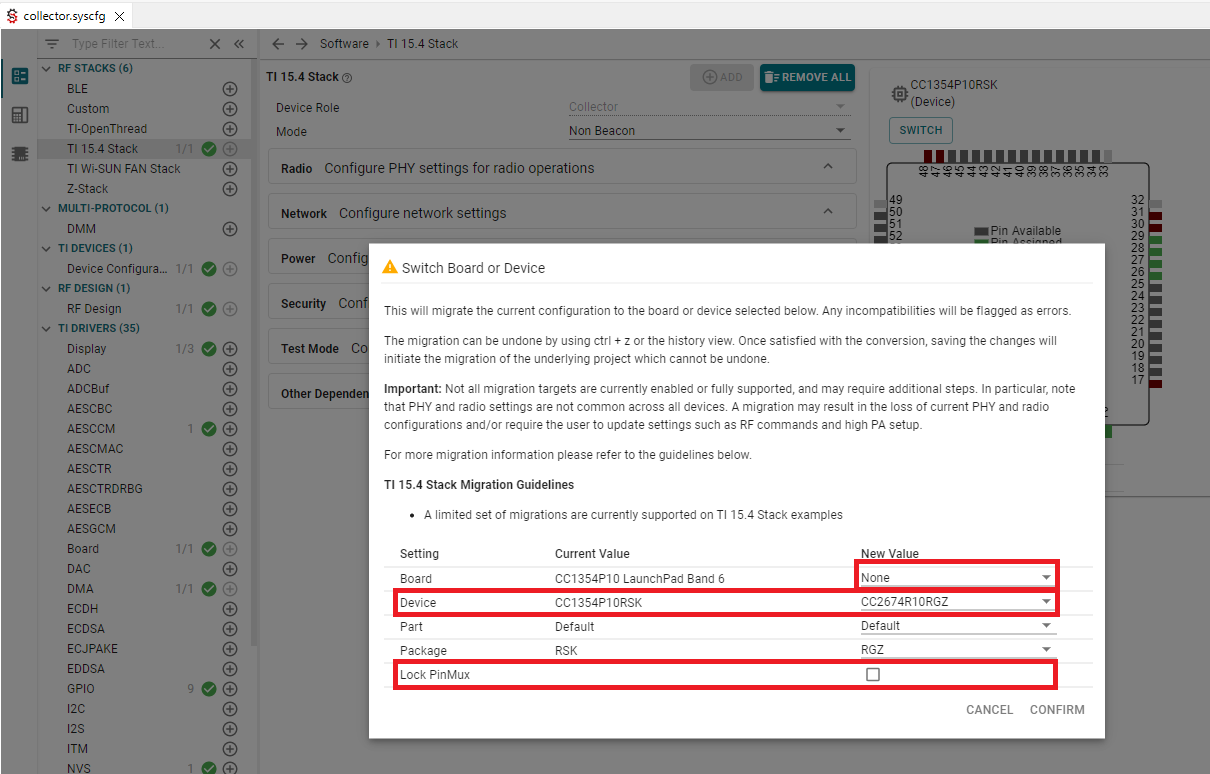 collector.syscfg
Type Filter Text...
Software
TI 15.4 Stack
RF STACKS (6)
BLE
Custom
TI-OpenThread
TI 15.4 Stack 1/1
TI Wi-SUN FAN Stack
Z-Stack
MULTI-PROTOCOL (1)
DMM
TI DEVICES (1)
Device Configura... 1/1
RF DESIGN (1)
RF Design 1/1
TI DRIVERS (35)
Display 1/3
ADC
ADCBuf
AESCBC
AESCCM 1
AESCMAC
AESCTR
AESCTRDRBG
AESECB
AESGCM
Board 1/1
DAC
DMA 1/1
ECDH
ECDSA
ECJPAKE
EDDSA
GPIO 9
I2C
I2S
ITM
NVS 1
TI 15.4 Stack
ADD
REMOVE ALL
Device Role Collector
Mode Non Beacon
Radio Configure PHY settings for radio operations
Network Configure network settings
Power Config
Security Conf
Test Mode Co
Other Dependen
CC1354P10RSK
(Device)
SWITCH
48 47 46 45 44 43 42 41 40 39 38 37 36 35 34 33
49
50
51
52
32
31
30
29
28
27
26
25
24
23
22
21
20
19
18
17
Pin Available
Pin Assigned
Switch Board or Device
This will migrate the current configuration to the board or device selected below. Any incompatibilities will be flagged as errors.
The migration can be undone by using ctrl + z or the history view. Once satisfied with the conversion, saving the changes will
initiate the migration of the underlying project which cannot be undone.
Important: Not all migration targets are currently enabled or fully supported, and may require additional steps. In particular, note
that PHY and radio settings are not common across all devices. A migration may result in the loss of current PHY and radio
configurations and/or require the user to update settings such as RF commands and high PA setup.
For more migration information please refer to the guidelines below.
TI 15.4 Stack Migration Guidelines
• A limited set of migrations are currently supported on TI 15.4 Stack examples
Setting Current Value New Value
Board CC1354P10 LaunchPad Band 6 None
Device CC1354P10RSK CC2674R10RGZ
Part Default Default
Package RSK RGZ
Lock PinMux
CANCEL CONFIRM